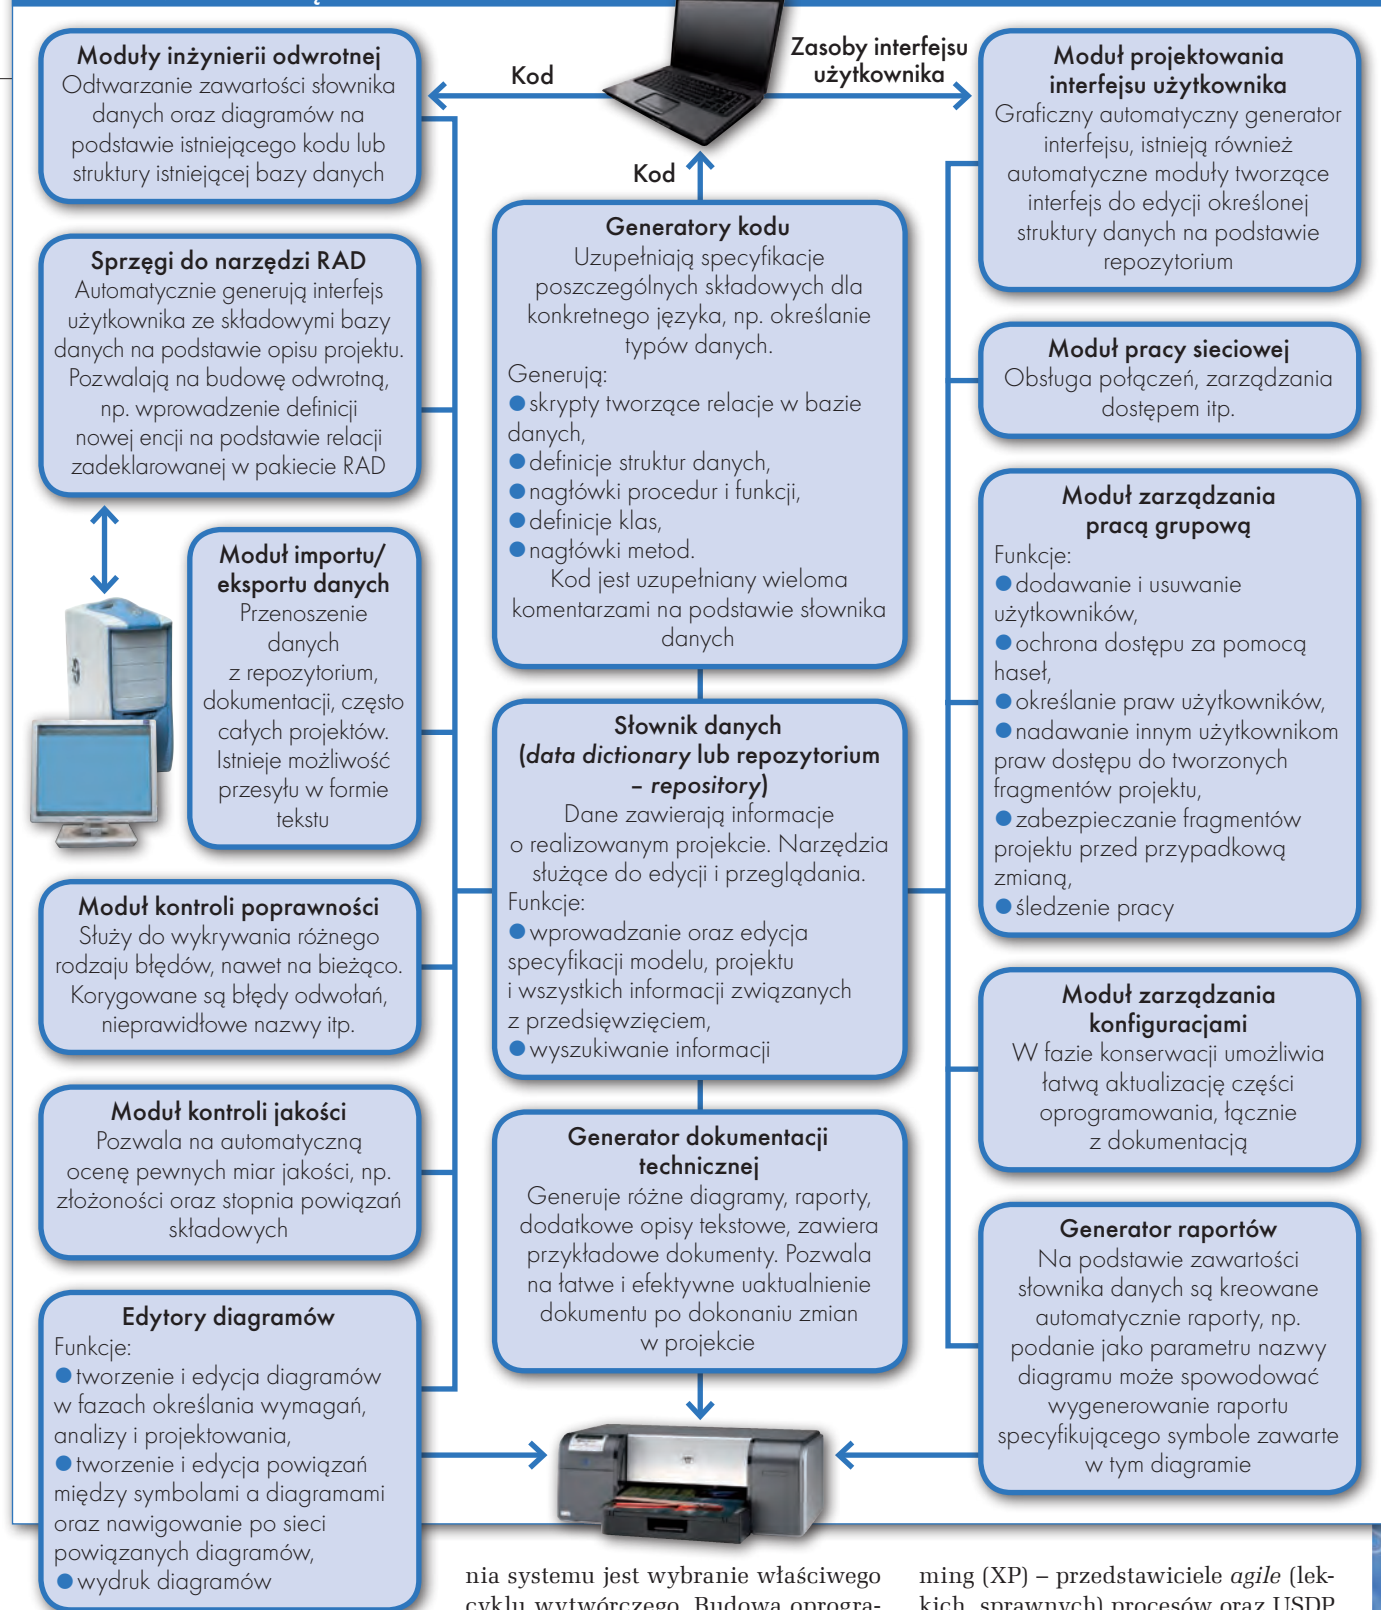 Moduły inżynierii odwrotnej
Odtwarzanie zawartości słownika
danych oraz diagramów na
podstawie istniejącego kodu lub
struktury istniejącej bazy danych
Kod
Zasoby interfejsu
użytkownika
Moduł projektowania
interfejsu użytkownika
Graficzny automatyczny generator
interfejsu, istnieją również
automatyczne moduły tworzące
interfejs do edycji określonej
struktury danych na podstawie
repozytorium
Kod
Sprzęgi do narzędzi RAD
Automatycznie generują interfejs
użytkownika ze składowymi bazy
danych na podstawie opisu projektu.
Pozwalają na budowę odwrotną,
np. wprowadzenie definicji
nowej encji na podstawie relacji
zadeklarowanej w pakiecie RAD
Generatory kodu
Uzupełniają specyfikacje
poszczególnych składowych dla
konkretnego języka, np. określanie
typów danych.
Generują:
● skrypty tworzące relacje w bazie
danych,
● definicje struktur danych,
● nagłówki procedur i funkcji,
● definicje klas,
● nagłówki metod.
Kod jest uzupełniany wieloma
komentarzami na podstawie słownika
danych
Moduł pracy sieciowej
Obsługa połączeń, zarządzania
dostępem itp.
Moduł zarządzania
pracą grupową
Funkcje:
● dodawanie i usuwanie
użytkowników,
● ochrona dostępu za pomocą
haseł,
● określanie praw użytkowników,
● nadawanie innym użytkownikom
praw dostępu do tworzonych
fragmentów projektu,
● zabezpieczanie fragmentów
projektu przed przypadkową
zmianą,
● śledzenie pracy
Moduł importu/
eksportu danych
Przenoszenie
danych
z repozytorium,
dokumentacji, często
całych projektów.
Istnieje możliwość
przesyłu w formie
tekstu
Słownik danych
(data dictionary lub repozytorium
– repository)
Dane zawierają informacje
o realizowanym projekcie. Narzędzia
służące do edycji i przeglądania.
Funkcje:
● wprowadzanie oraz edycja
specyfikacji modelu, projektu
i wszystkich informacji związanych
z przedsięwzięciem,
● wyszukiwanie informacji
Moduł kontroli poprawności
Służy do wykrywania różnego
rodzaju błędów, nawet na bieżąco.
Korygowane są błędy odwołań,
nieprawidłowe nazwy itp.
Moduł zarządzania
konfiguracjami
W fazie konserwacji umożliwia
łatwą aktualizację części
oprogramowania, łącznie
z dokumentacją
Moduł kontroli jakości
Pozwala na automatyczną
ocenę pewnych miar jakości, np.
złożoności oraz stopnia powiązań
składowych
Generator dokumentacji
technicznej
Generuje różne diagramy, raporty,
dodatkowe opisy tekstowe, zawiera
przykładowe dokumenty. Pozwala
na łatwe i efektywne uaktualnienie
dokumentu po dokonaniu zmian
w projekcie
Generator raportów
Na podstawie zawartości
słownika danych są kreowane
automatycznie raporty, np.
podanie jako parametru nazwy
diagramu może spowodować
wygenerowanie raportu
specyfikującego symbole zawarte
w tym diagramie
Edytory diagramów
Funkcje:
● tworzenie i edycja diagramów
w fazach określania wymagań,
analizy i projektowania,
● tworzenie i edycja powiązań
między symbolami a diagramami
oraz nawigowanie po sieci
powiązanych diagramów,
● wydruk diagramów
nia systemu jest wybranie właściwego
cyklu wytwórczego. Budowa oprogra-
ming (XP) – przedstawiciele agile (lek-
kich, sprawnych) procesów oraz USDP